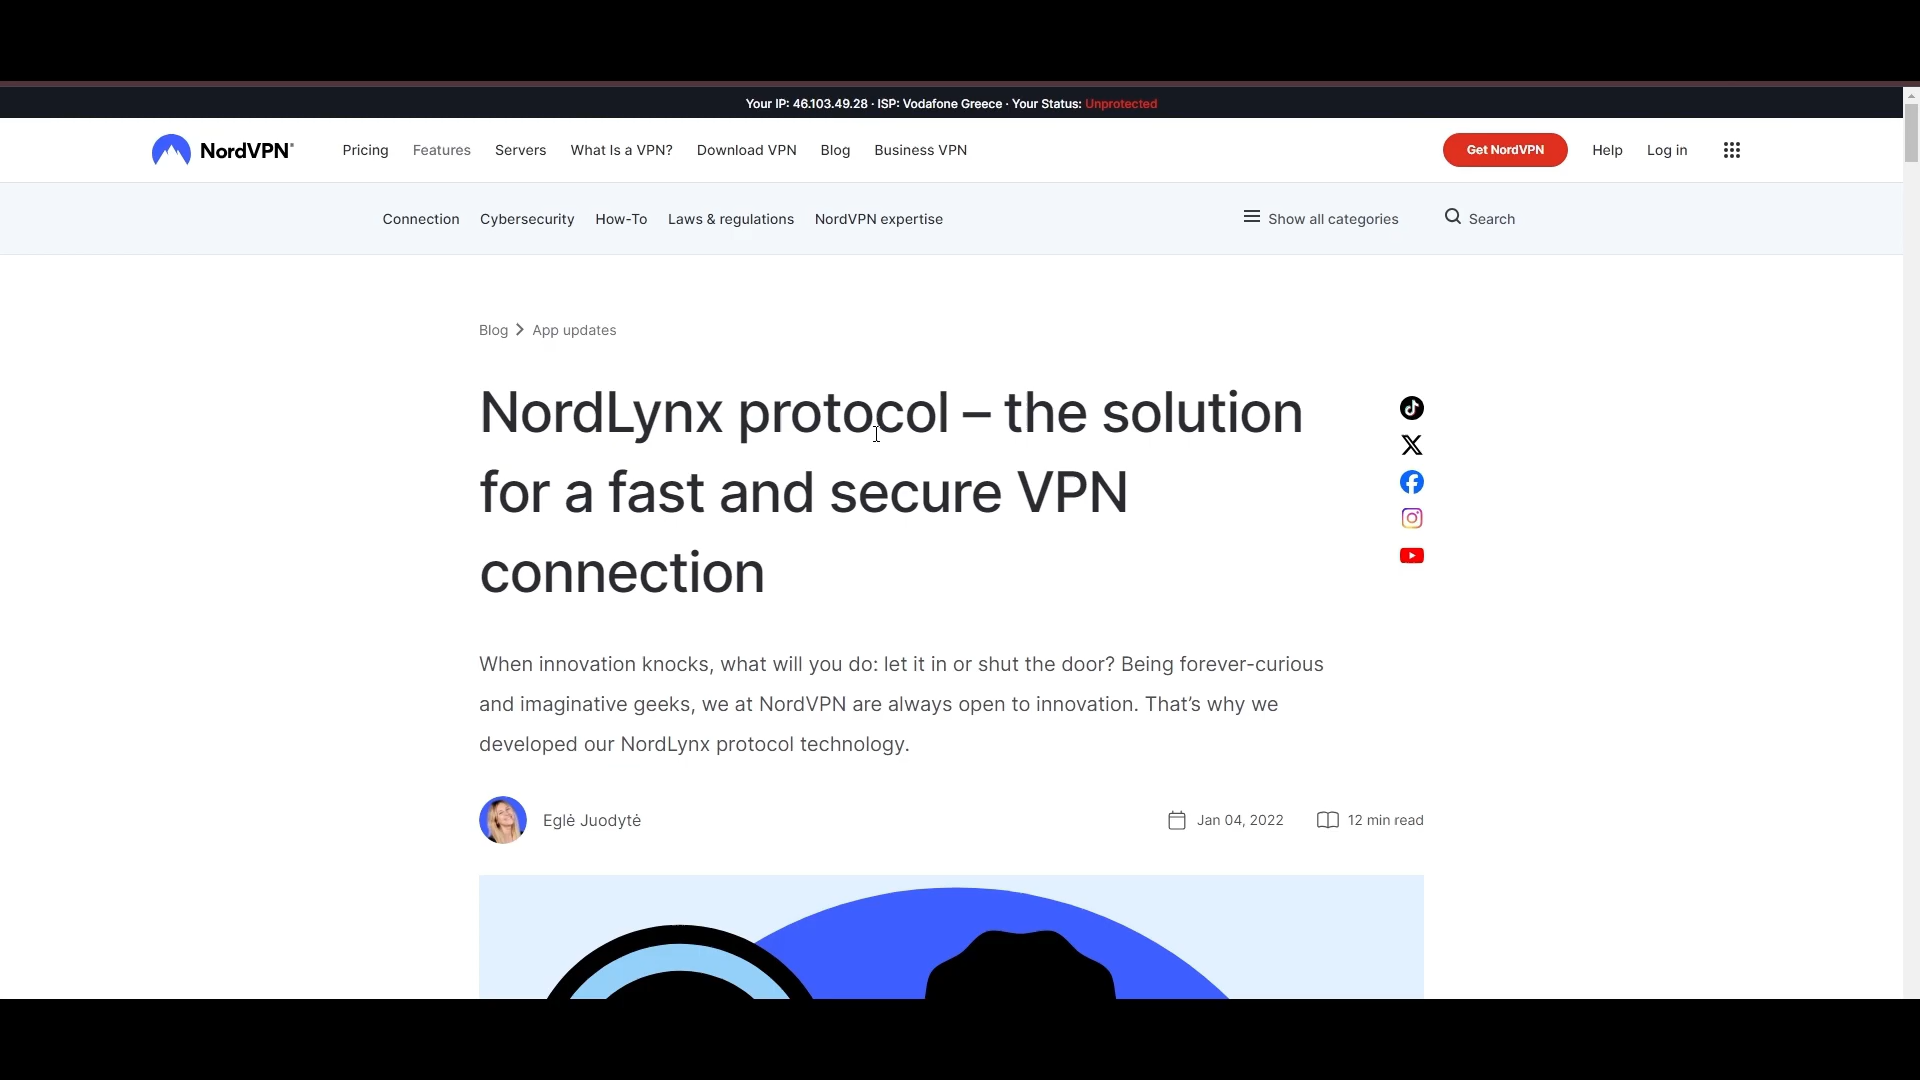 Your IP: 46.103.49.28 · ISP: Vodafone Greece · Your Status: Unprotected
NordVPN®
Pricing
Features
Servers
What Is a VPN?
Download VPN
Blog
Business VPN
Get NordVPN
Help
Log in
Connection
Cybersecurity
How-To
Laws & regulations
NordVPN expertise
Show all categories
Search
Blog
App updates
NordLynx protocol – the solution
for a fast and secure VPN
connection
When innovation knocks, what will you do: let it in or shut the door? Being forever-curious
and imaginative geeks, we at NordVPN are always open to innovation. That’s why we
developed our NordLynx protocol technology.
Eglė Juodytė
Jan 04, 2022
12 min read